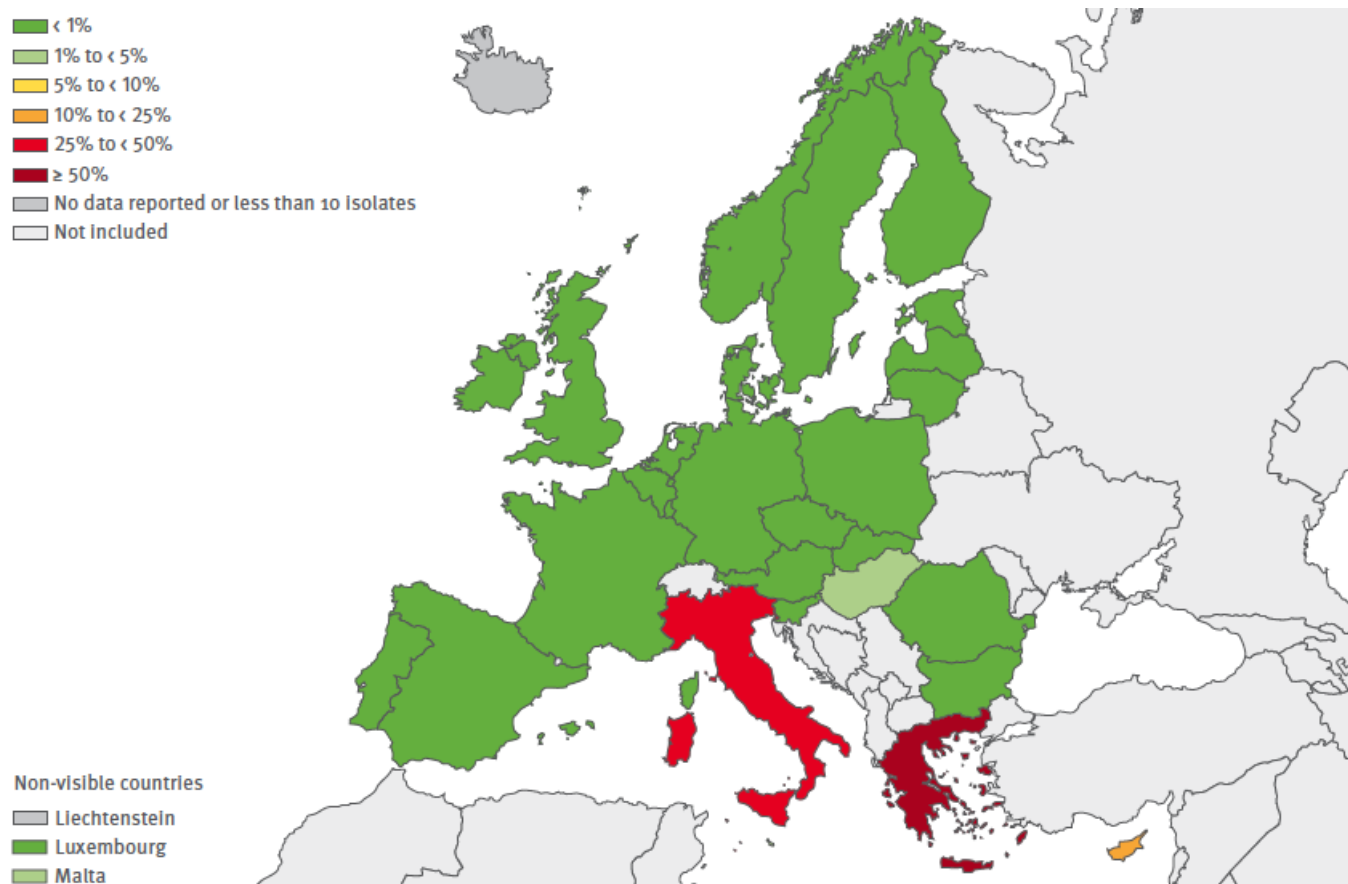 < 1%
1% to < 5%
5% to < 10%
10% to < 25%
25% to < 50%
≥ 50%
No data reported or less than 10 isolates
Not included
Non-visible countries
Liechtenstein
Luxembourg
Malta